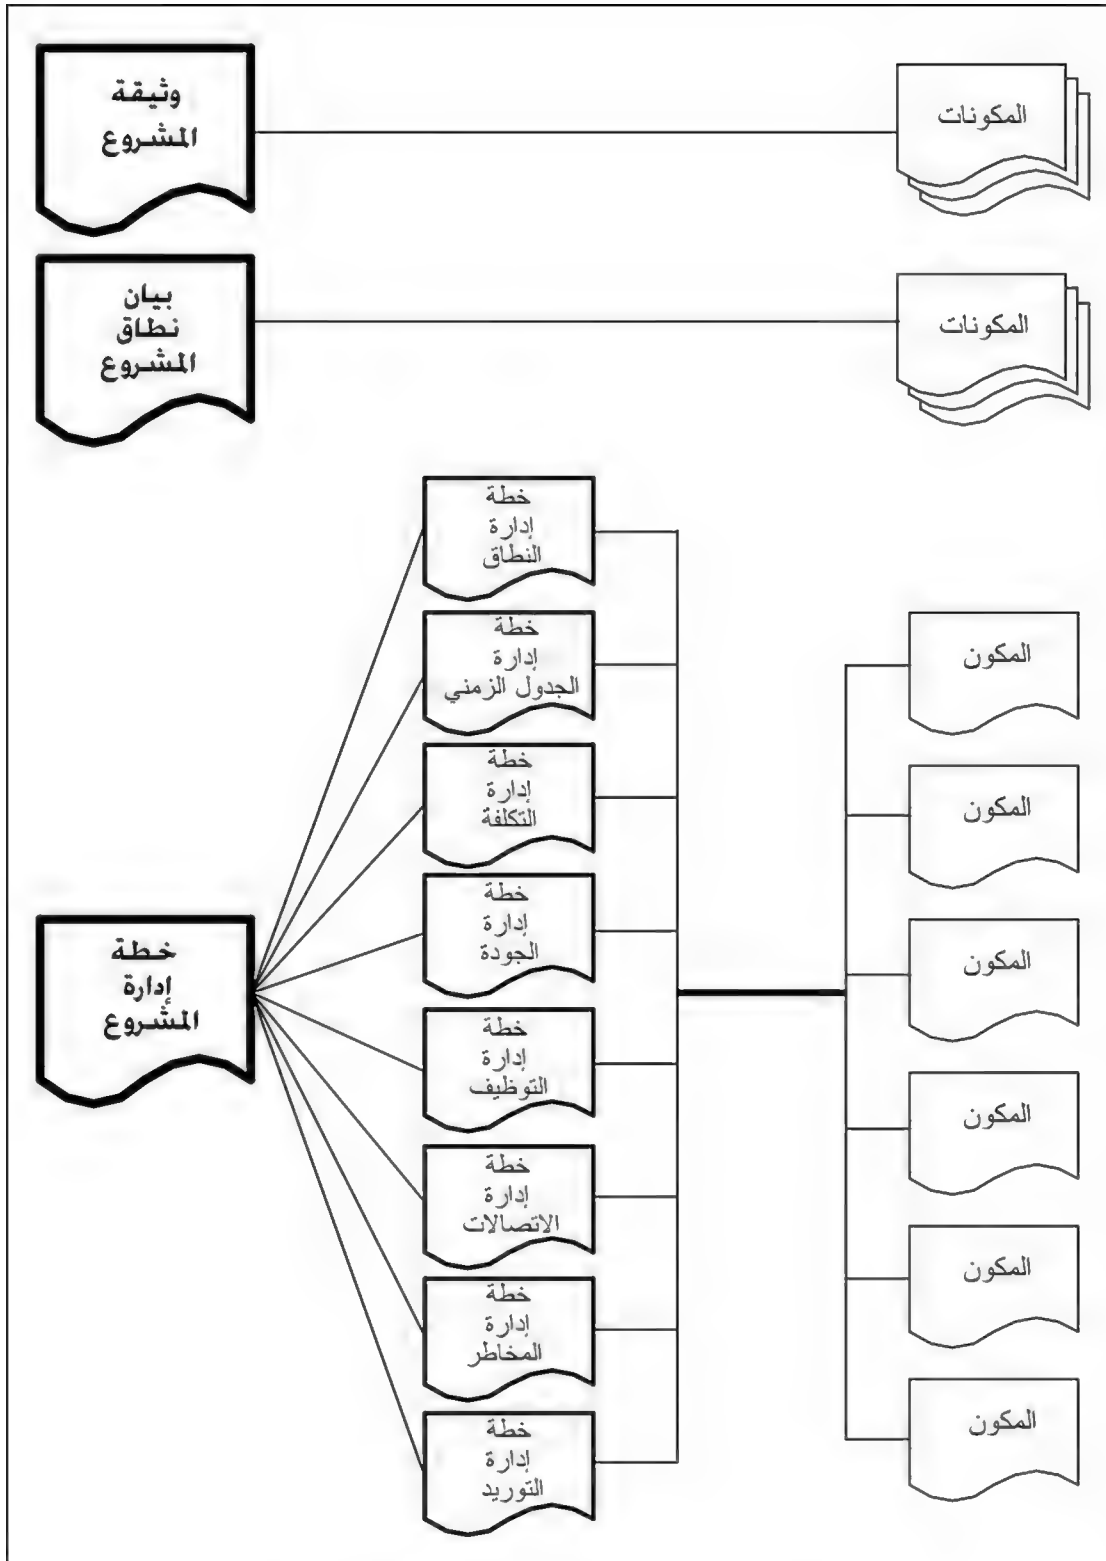 وثيقة
المشروع
المكونات
بيان
نطاق
المشروع
المكونات
خطة
إدارة
المشروع
خطة
إدارة
النطاق
خطة
إدارة
الجدول الزمني
خطة
إدارة
التكلفة
خطة
إدارة
الجودة
خطة
إدارة
التوظيف
خطة
إدارة
الاتصالات
خطة
إدارة
المخاطر
خطة
إدارة
التوريد
المكون
المكون
المكون
المكون
المكون
المكون